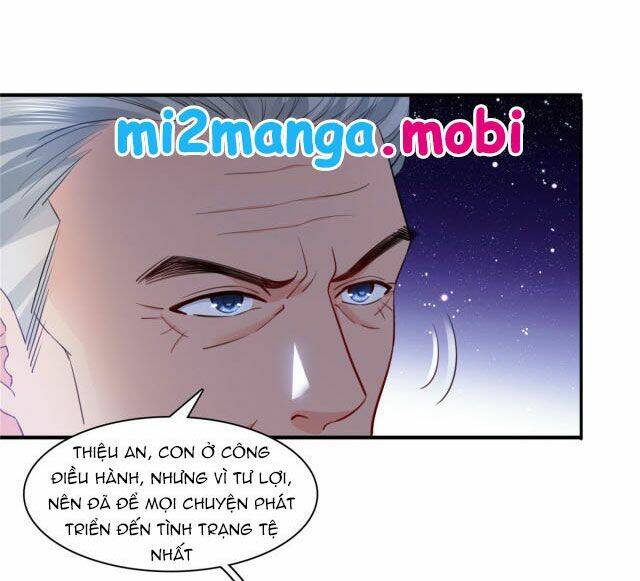 mi2manga.mobi
THIỆU AN, CON Ở CÔNG
ĐIỀU HÀNH, NHƯNG VÌ TƯ LỢI,
NÊN ĐÃ ĐỂ MỌI CHUYỆN PHÁT
TRIỂN ĐẾN TÌNH TRẠNG TỆ
NHẤT